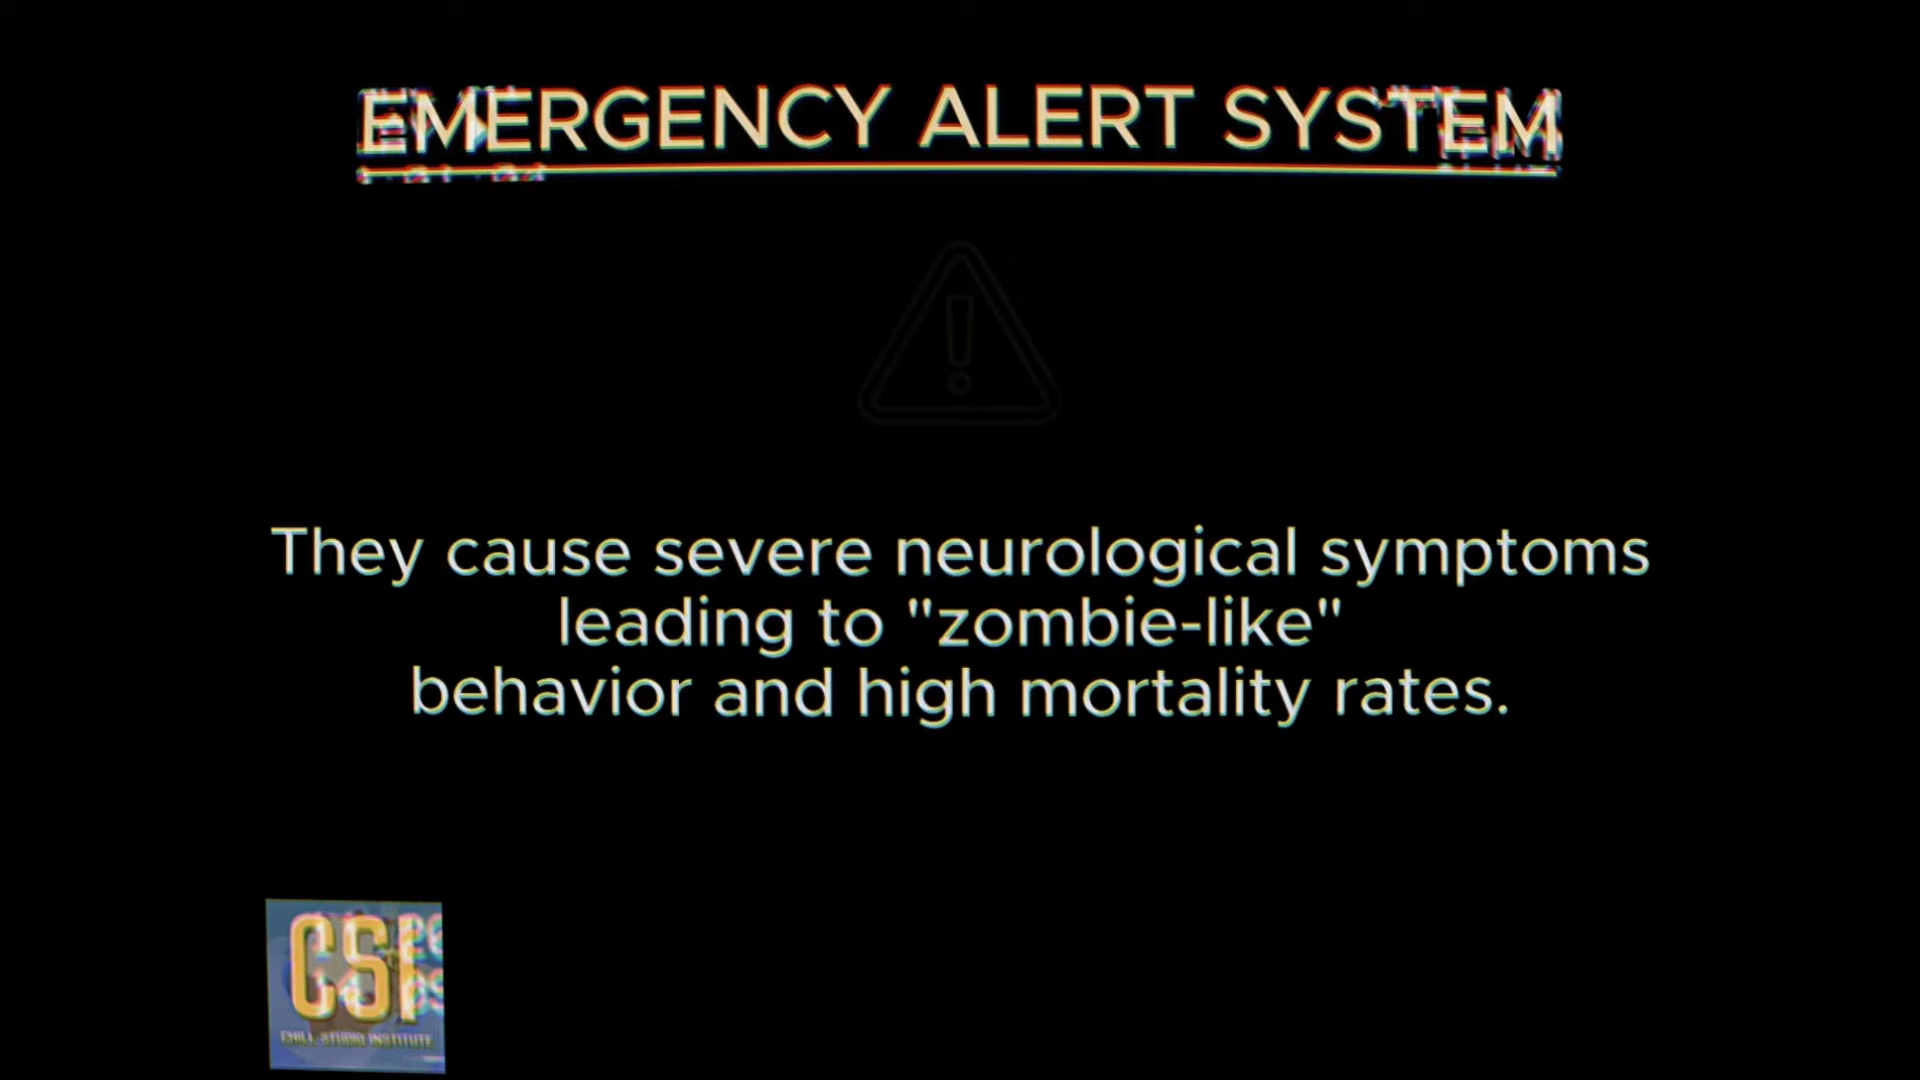 EMERGENCY ALERT SYSTEM
They cause severe neurological symptoms
leading to "zombie-like"
behavior and high mortality rates.
CSI
CHILL STUDIO INSTITUTE